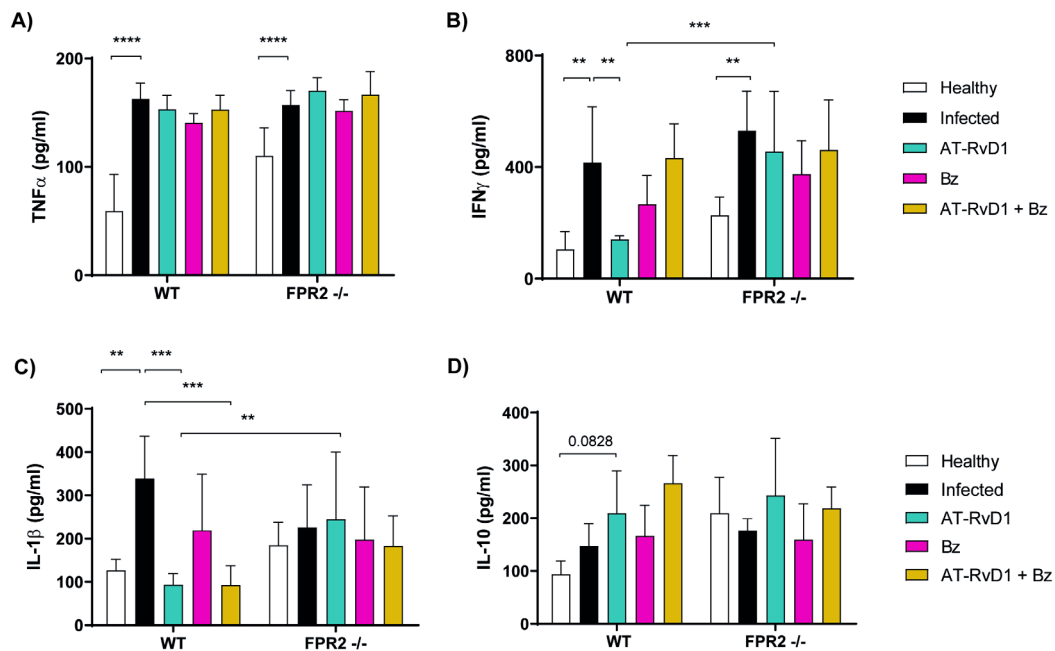 A)
**** ****
TNFα (pg/ml)
200
100
0
WT FPR2 -/-
B)
***
** ** **
IFNγ (pg/ml)
800
400
0
WT FPR2 -/-
Healthy
Infected
AT-RvD1
Bz
AT-RvD1 + Bz
C)
** ***
***
**
IL-1β (pg/ml)
500
400
300
200
100
0
WT FPR2 -/-
D)
0.0828
IL-10 (pg/ml)
400
300
200
100
0
WT FPR2 -/-
Healthy
Infected
AT-RvD1
Bz
AT-RvD1 + Bz